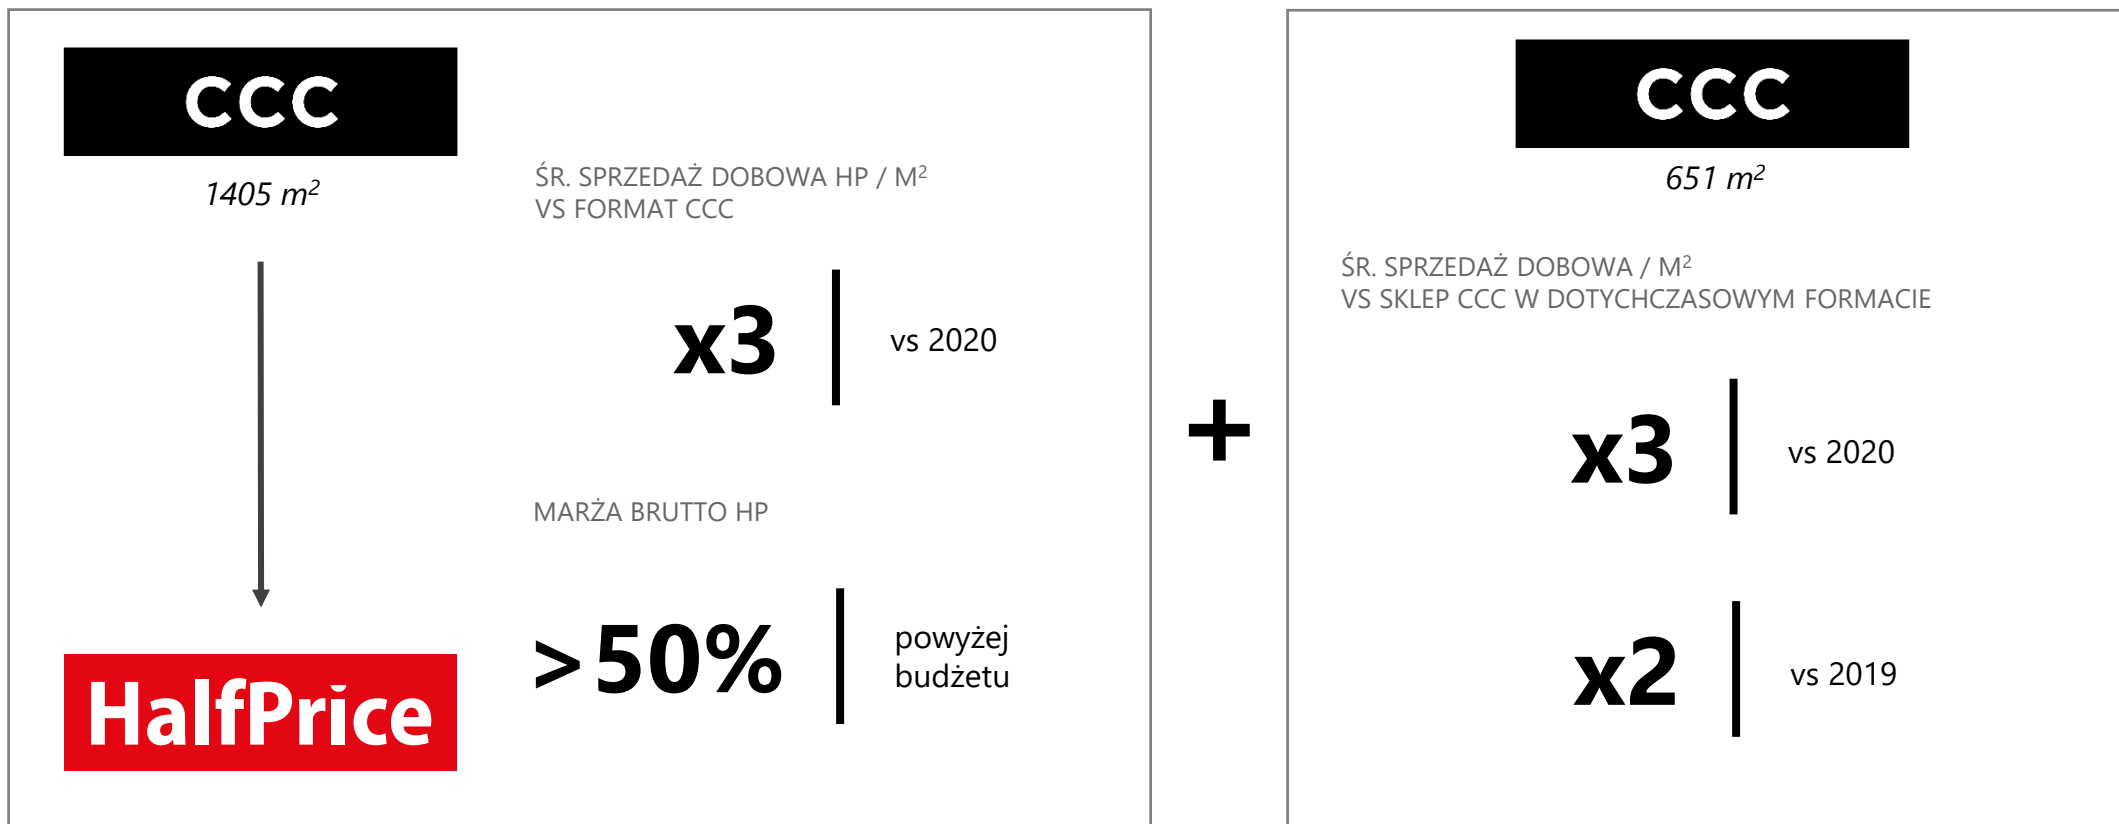 CCC
1405 m²
ŚR. SPRZEDAŻ DOBOWA HP / M²
VS FORMAT CCC
x3
vs 2020
MARŻA BRUTTO HP
>50%
powyżej
budżetu
HalfPrice
+
CCC
651 m²
ŚR. SPRZEDAŻ DOBOWA / M²
VS SKLEP CCC W DOTYCHCZASOWYM FORMACIE
x3
vs 2020
x2
vs 2019